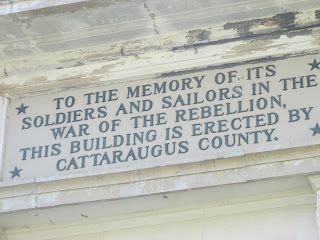 TO THE MEMORY OF ITS
SOLDIERS AND SAILORS IN THE
WAR OF THE REBELLION,
THIS BUILDING IS ERECTED BY
CATTARAUGUS COUNTY.